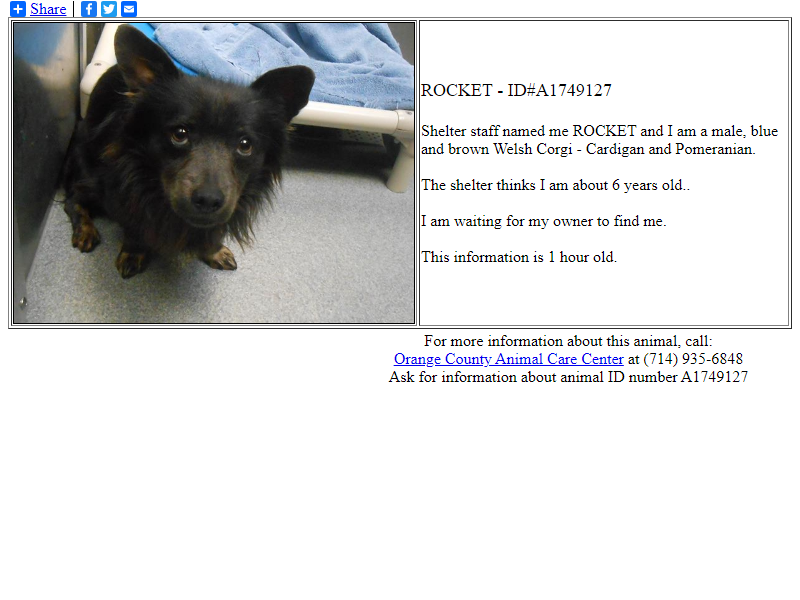 Share |
ROCKET - ID#A1749127
Shelter staff named me ROCKET and I am a male, blue
and brown Welsh Corgi - Cardigan and Pomeranian.
The shelter thinks I am about 6 years old..
I am waiting for my owner to find me.
This information is 1 hour old.
For more information about this animal, call:
Orange County Animal Care Center at (714) 935-6848
Ask for information about animal ID number A1749127